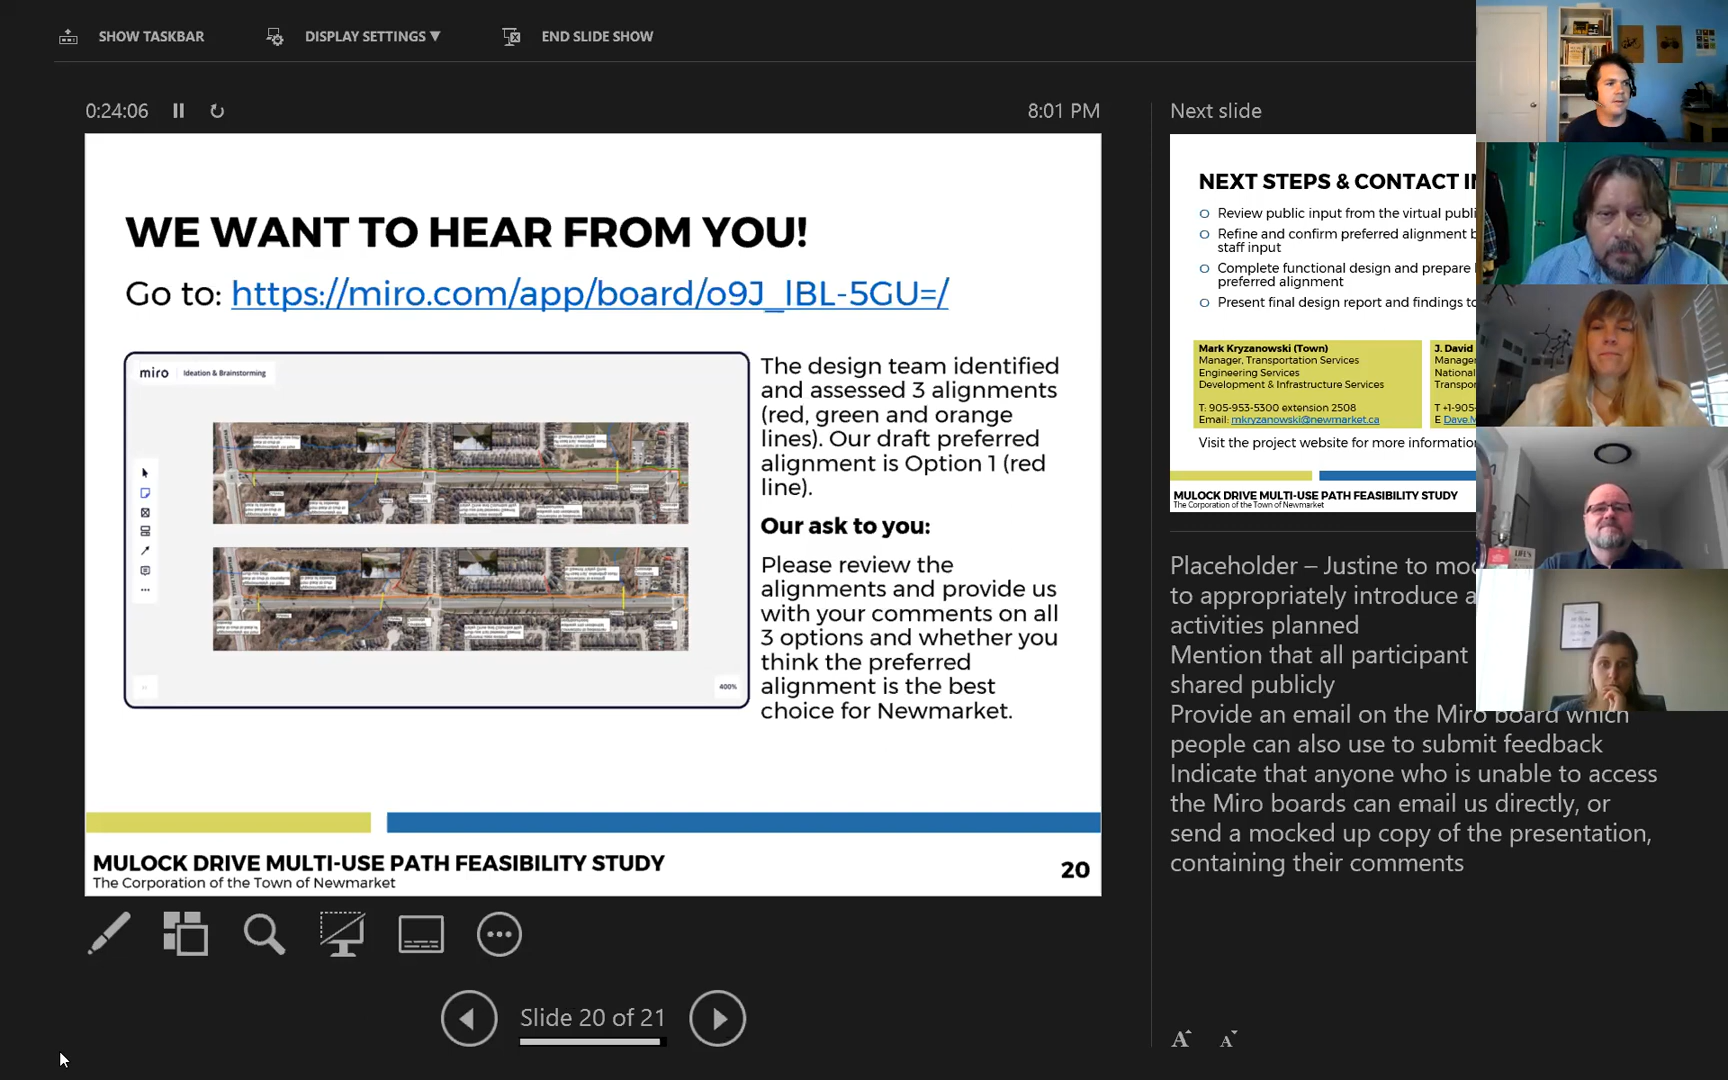 SHOW TASKBAR
DISPLAY SETTINGS ▼
END SLIDE SHOW
0:24:06
8:01 PM
WE WANT TO HEAR FROM YOU!
Go to: https://miro.com/app/board/o9J_lBL-5GU=/
miro
Ideation & Brainstorming
400%
The design team identified
and assessed 3 alignments
(red, green and orange
lines). Our draft preferred
alignment is Option 1 (red
line).
Our ask to you:
Please review the
alignments and provide us
with your comments on all
3 options and whether you
think the preferred
alignment is the best
choice for Newmarket.
MULOCK DRIVE MULTI-USE PATH FEASIBILITY STUDY
The Corporation of the Town of Newmarket
20
Slide 20 of 21
Next slide
NEXT STEPS & CONTACT
Review public input from the virtual
Refine and confirm preferred alignment
staff input
Complete functional design and prepare
preferred alignment
Present final design report and findings
Mark Kryzanowski (Town)
Manager, Transportation Services
Engineering Services
Development & Infrastructure Services
T: 905-953-5300 extension 2508
Email: mkryzanowski@newmarket.ca
J. David
National
T +1-905-
E Dave.
Visit the project website for more
MULOCK DRIVE MULTI-USE PATH FEASIBILITY STUDY
The Corporation of the Town of Newmarket
Placeholder – Justine to
to appropriately introduce
activities planned
Mention that all participant
shared publicly
Provide an email on the Miro board which
people can also use to submit feedback
Indicate that anyone who is unable to access
the Miro boards can email us directly, or
send a mocked up copy of the presentation,
containing their comments
A A